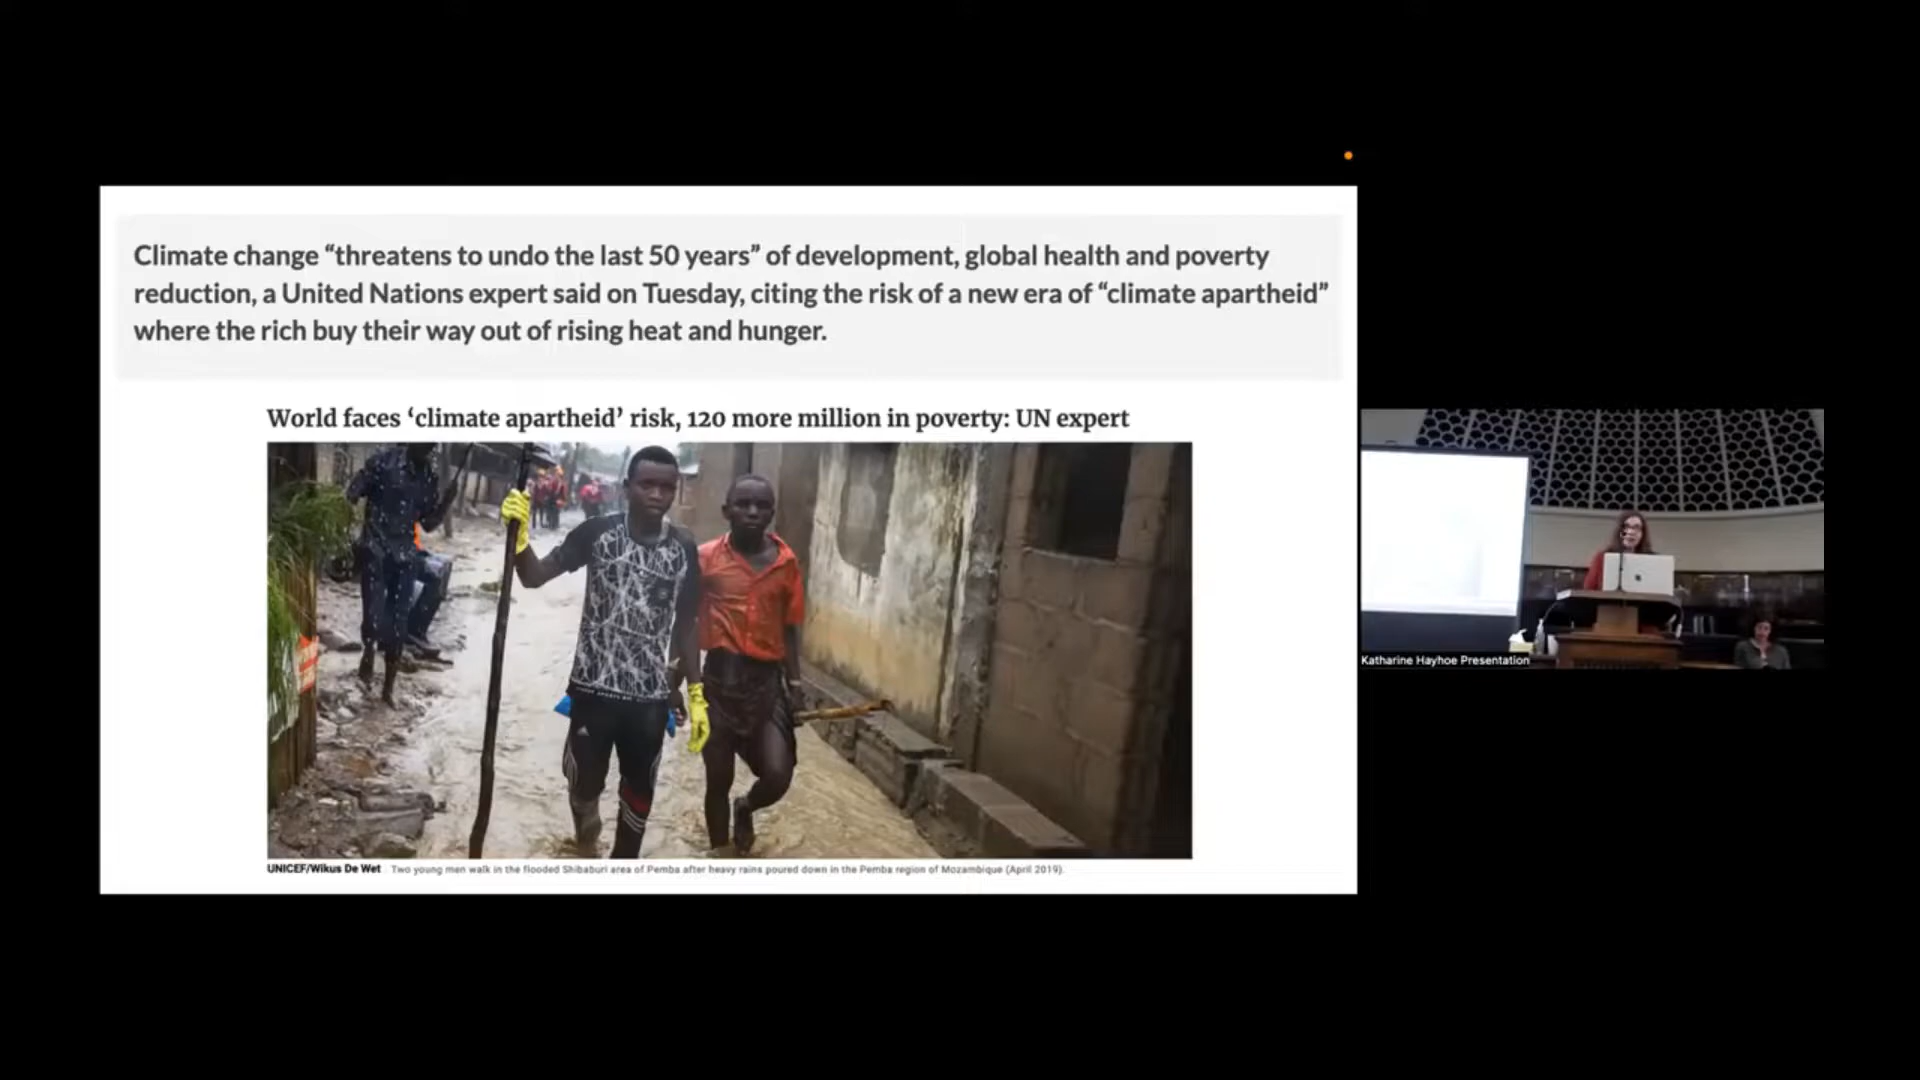 Climate change “threatens to undo the last 50 years” of development, global health and poverty
reduction, a United Nations expert said on Tuesday, citing the risk of a new era of “climate apartheid”
where the rich buy their way out of rising heat and hunger.
World faces ‘climate apartheid’ risk, 120 more million in poverty: UN expert
UNICEF/Wikus De Wet Two young men walk in the flooded Shibaburi area of Pemba after heavy rains poured down in the Pemba region of Mozambique (April 2019).
Katharine Hayhoe Presentation